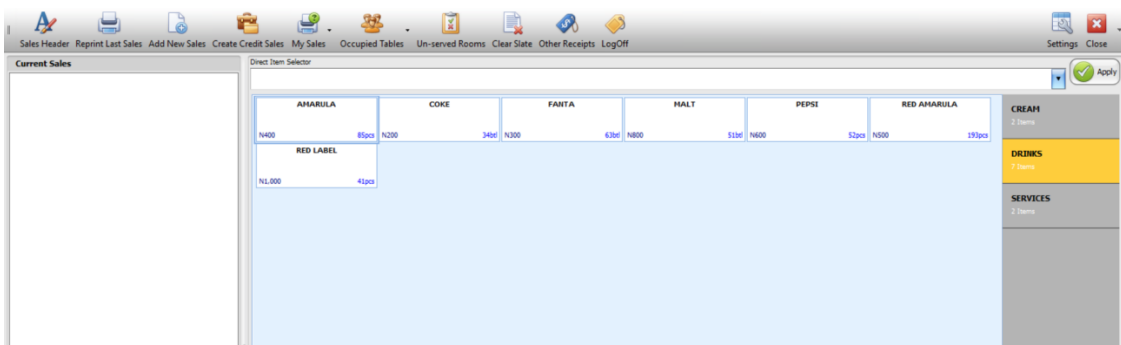 Sales Header Reprint Last Sales Add New Sales Create Credit Sales My Sales Occupied Tables Un-served Rooms Clear Slate Other Receipts LogOff Settings Close
Current Sales
Direct Item Selector
Apply
AMARULA COKE FANTA MALT PEPSI RED AMARULA
N400 85pcs N200 34btl N300 63btl N800 51btl N600 52pcs N500 193pcs
RED LABEL
N1,000 41pcs
CREAM
2 Items
DRINKS
7 Items
SERVICES
2 Items